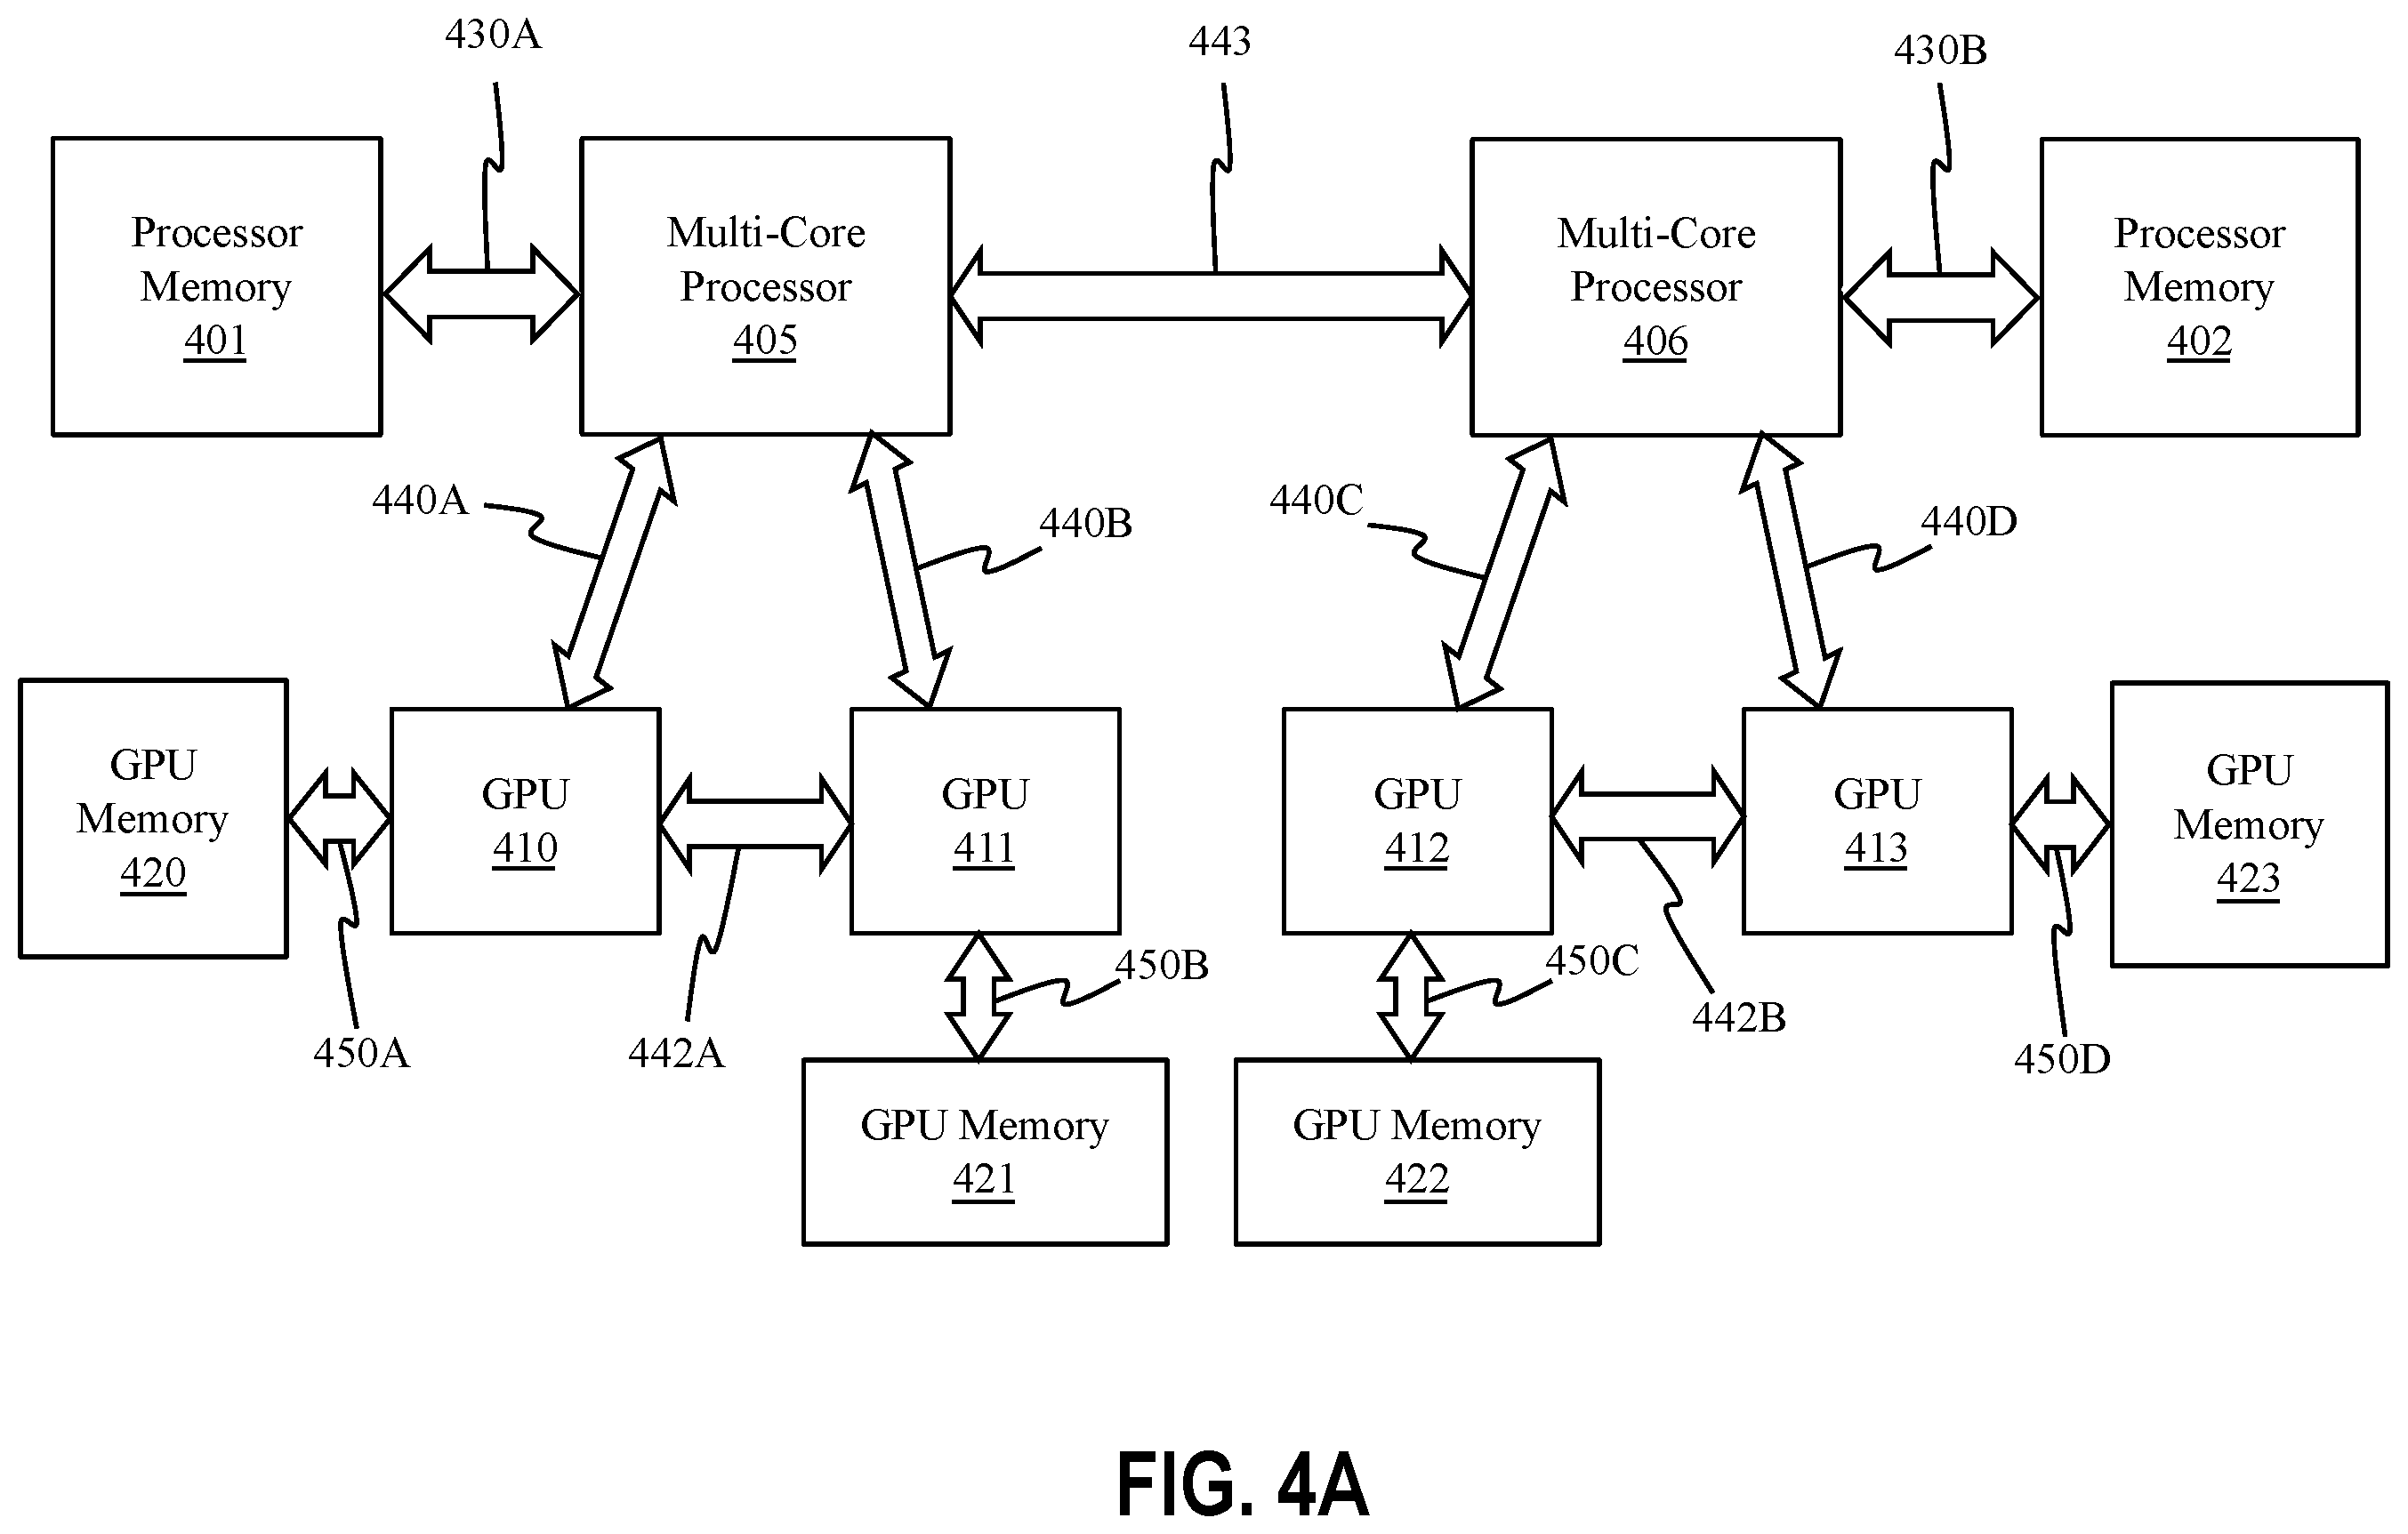 430A
443
430B
Processor
Memory
401
Multi-Core
Processor
405
Multi-Core
Processor
406
Processor
Memory
402
440A
440B
440C
440D
GPU
Memory
420
GPU
410
GPU
411
GPU
412
GPU
413
GPU
Memory
423
450A
442A
450B
450C
442B
450D
GPU Memory
421
GPU Memory
422
FIG. 4A